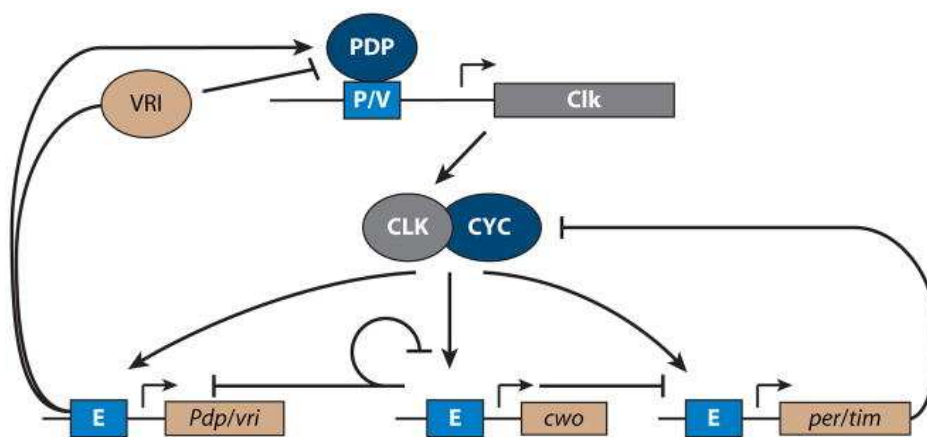 PDP
VRI
P/V
Clk
CLK
CYC
E
Pdp/vri
E
cwo
E
per/tim